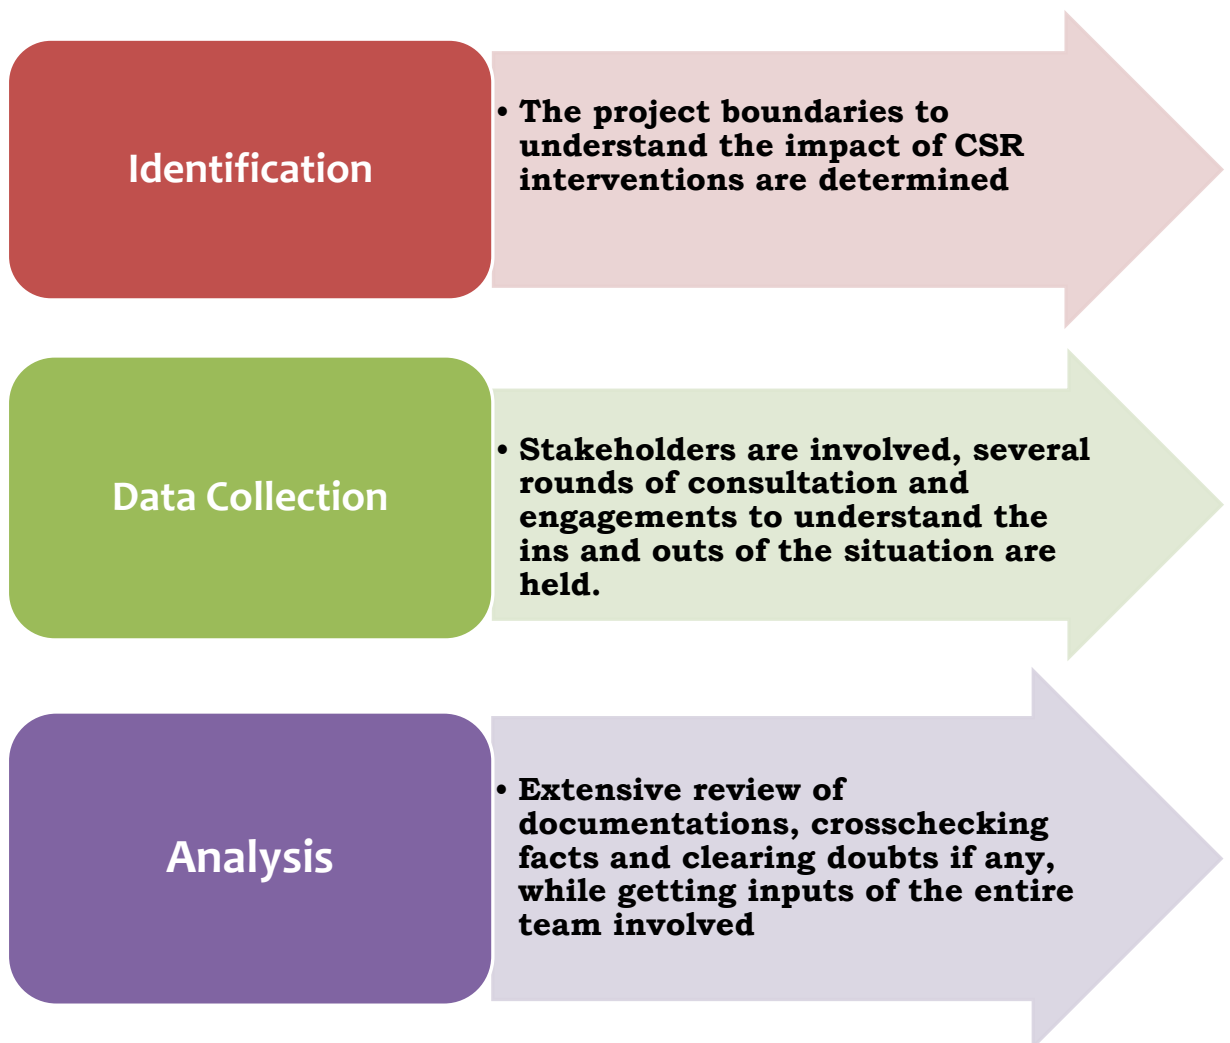 Identification
• The project boundaries to
understand the impact of CSR
interventions are determined
Data Collection
• Stakeholders are involved, several
rounds of consultation and
engagements to understand the
ins and outs of the situation are
held.
Analysis
• Extensive review of
documentations, crosschecking
facts and clearing doubts if any,
while getting inputs of the entire
team involved